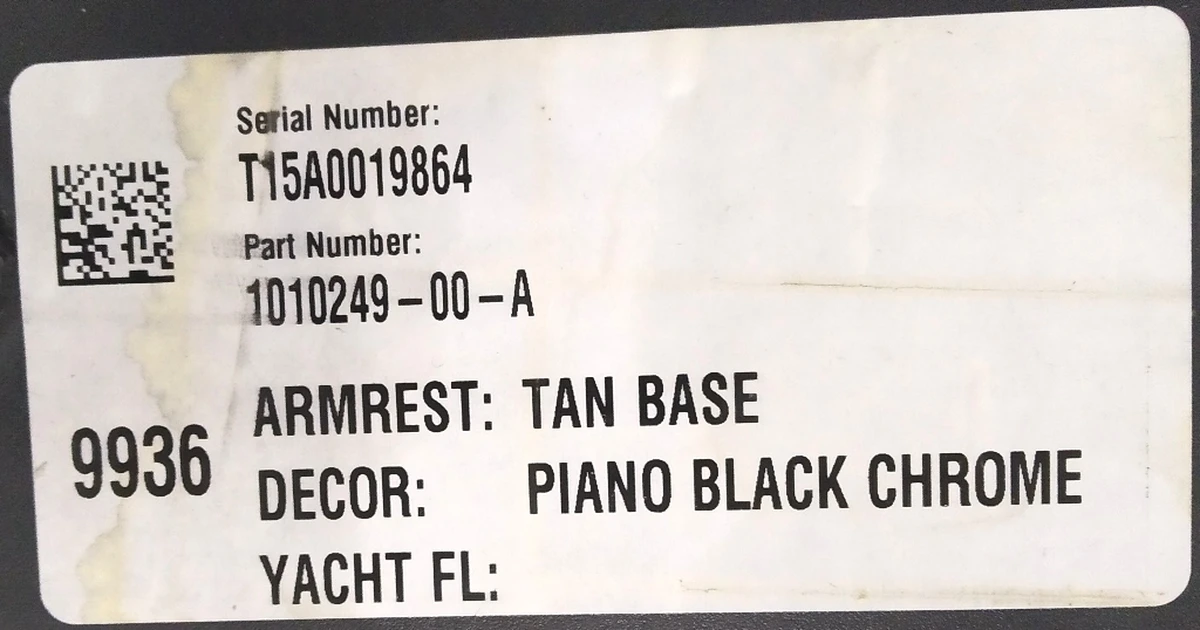 Serial Number:
T15A0019864
Part Number:
1010249-00-A
ARMREST: TAN BASE
9936
DECOR: PIANO BLACK CHROME
YACHT FL: